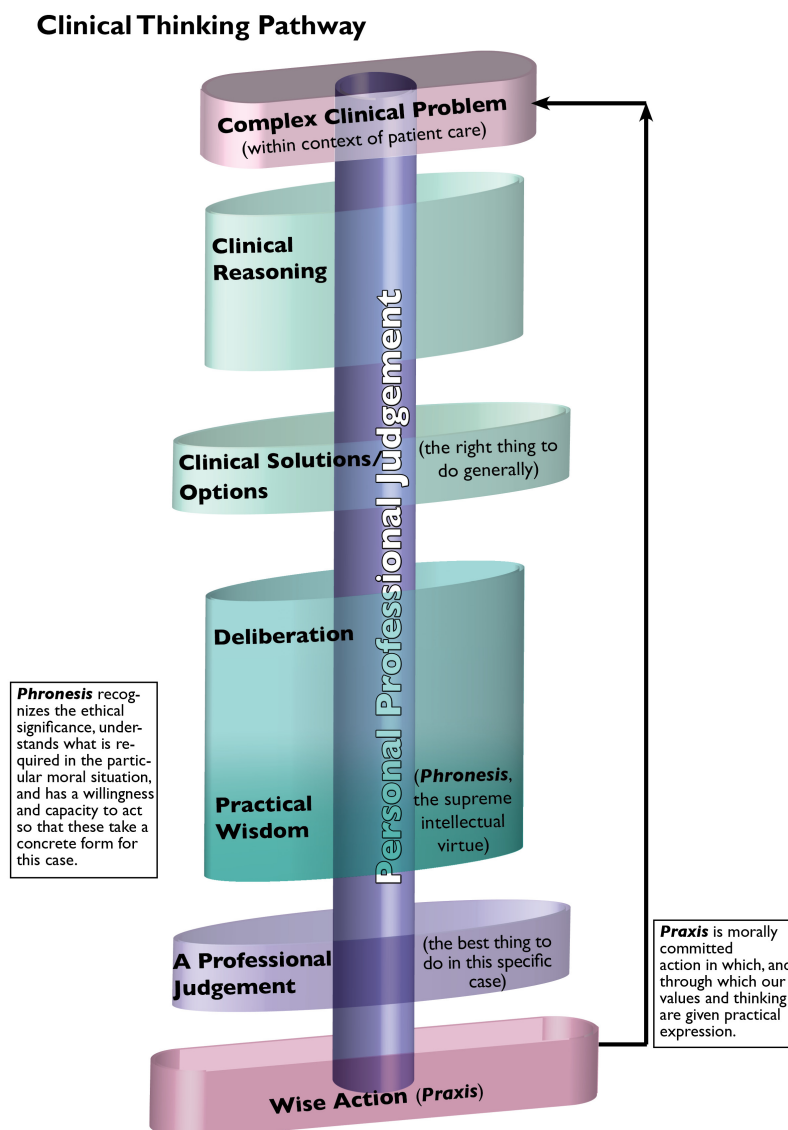 Clinical Thinking Pathway
Complex Clinical Problem
(within context of patient care)
Clinical
Reasoning
Clinical Solutions/
Options
(the right thing to
do generally)
Personal Professional Judgement
Deliberation
Phronesis recog-
nizes the ethical
significance, under-
stands what is re-
quired in the partic-
ular moral situation,
and has a willingness
and capacity to act
so that these take a
concrete form for
this case.
Practical
Wisdom
(Phronesis,
the supreme
intellectual
virtue)
A Professional
Judgement
(the best thing to
do in this specific
case)
Praxis is morally
committed
action in which, and
through which our
values and thinking
are given practical
expression.
Wise Action (Praxis)